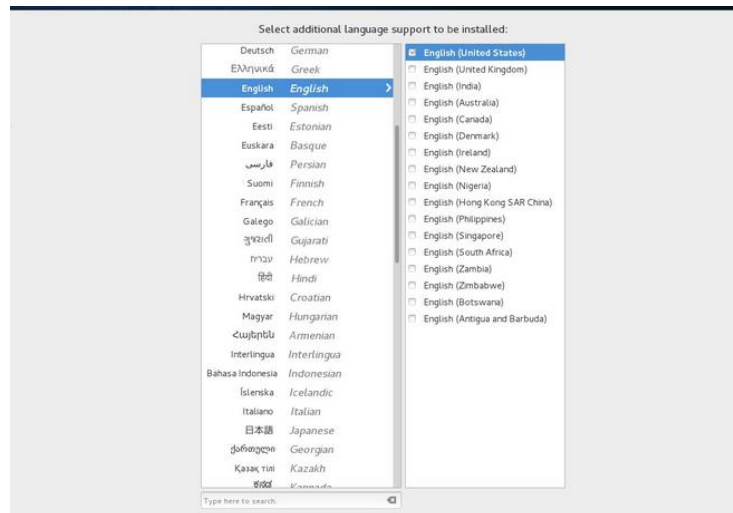 Select additional language support to be installed:
Deutsch German
Ελληνικά Greek
English English
Español Spanish
Eesti Estonian
Euskara Basque
فارسی Persian
Suomi Finnish
Français French
Galego Galician
ગુજરાતી Gujarati
עברית Hebrew
हिंदी Hindi
Hrvatski Croatian
Magyar Hungarian
Հայերեն Armenian
Interlingua Interlingua
Bahasa Indonesia Indonesian
Íslenska Icelandic
Italiano Italian
日本語 Japanese
ქართული Georgian
Қазақ тілі Kazakh
ಕನ್ನಡ Kannada
English (United States)
English (United Kingdom)
English (India)
English (Australia)
English (Canada)
English (Denmark)
English (Ireland)
English (New Zealand)
English (Nigeria)
English (Hong Kong SAR China)
English (Philippines)
English (Singapore)
English (South Africa)
English (Zambia)
English (Zimbabwe)
English (Botswana)
English (Antigua and Barbuda)
Type here to search.